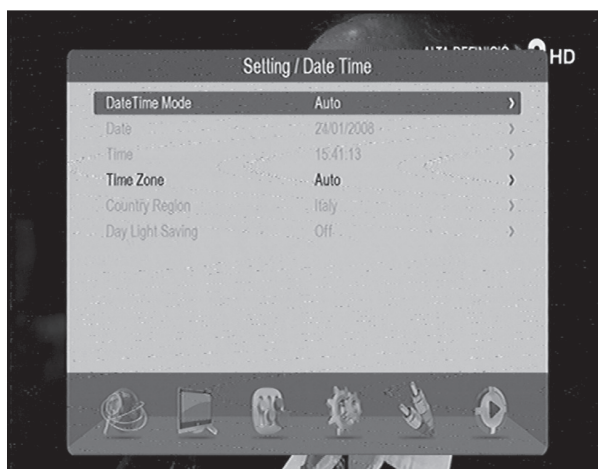 HD
Setting / Date Time
DateTime Mode Auto
Date 24/01/2008
Time 15:41:13
Time Zone Auto
Country Region Italy
Day Light Saving Off